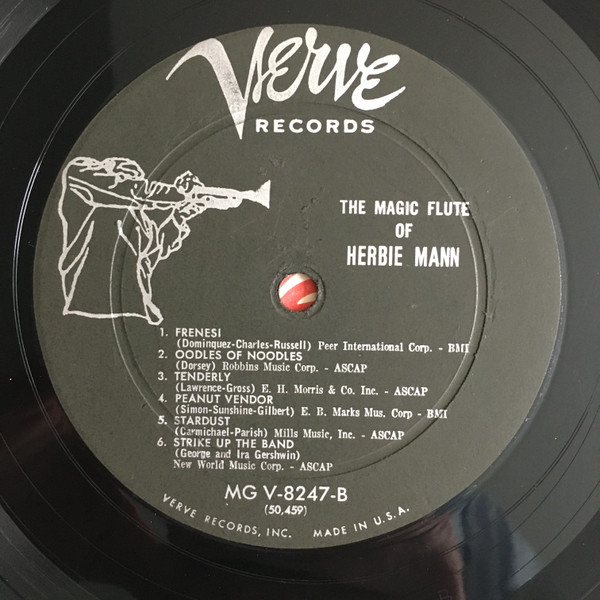 Verve
RECORDS
THE MAGIC FLUTE
OF
HERBIE MANN
1. FRENESI
(Dominquez-Charles-Russell) Peer International Corp. - BMI
2. OODLES OF NOODLES
(Dorsey) Robbins Music Corp. - ASCAP
3. TENDERLY
(Lawrence-Gross) E. H. Morris & Co. Inc. - ASCAP
4. PEANUT VENDOR
(Simon-Sunshine-Gilbert) E. B. Marks Mus. Corp - BMI
5. STARDUST
(Carmichael-Parish) Mills Music, Inc. - ASCAP
6. STRIKE UP THE BAND
(George and Ira Gershwin)
New World Music Corp. - ASCAP
MG V-8247-B
(50,459)
VERVE RECORDS, INC. MADE IN U.S.A.